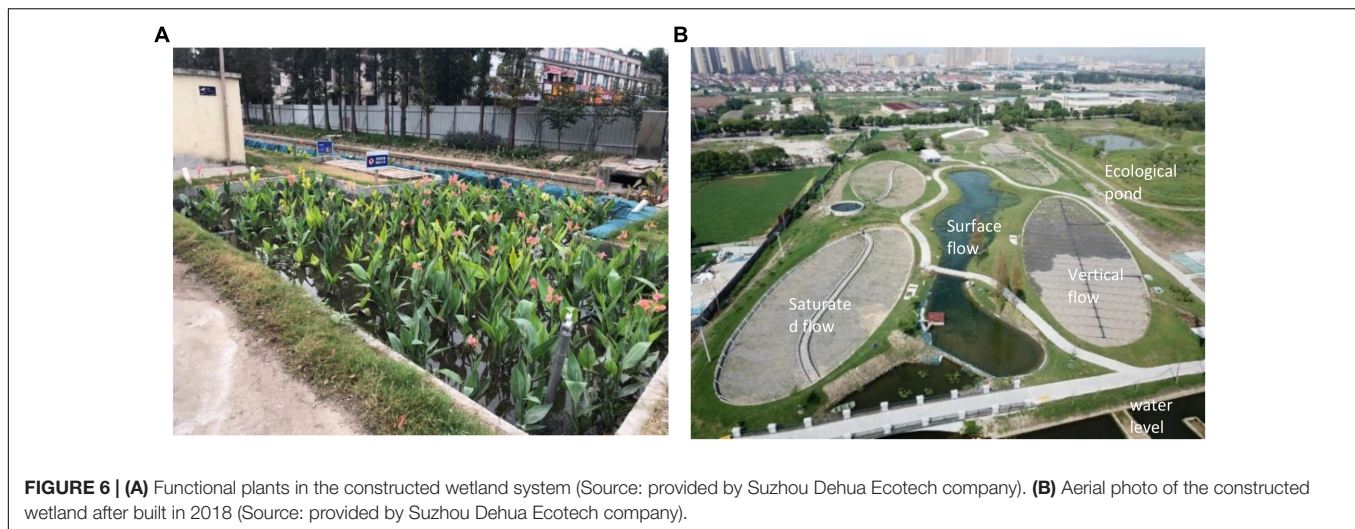 A
B
Ecological
pond
Surface
flow
Vertical
flow
Saturate
d flow
water
level
FIGURE 6 | (A) Functional plants in the constructed wetland system (Source: provided by Suzhou Dehua Ecotech company). (B) Aerial photo of the constructed
wetland after built in 2018 (Source: provided by Suzhou Dehua Ecotech company).